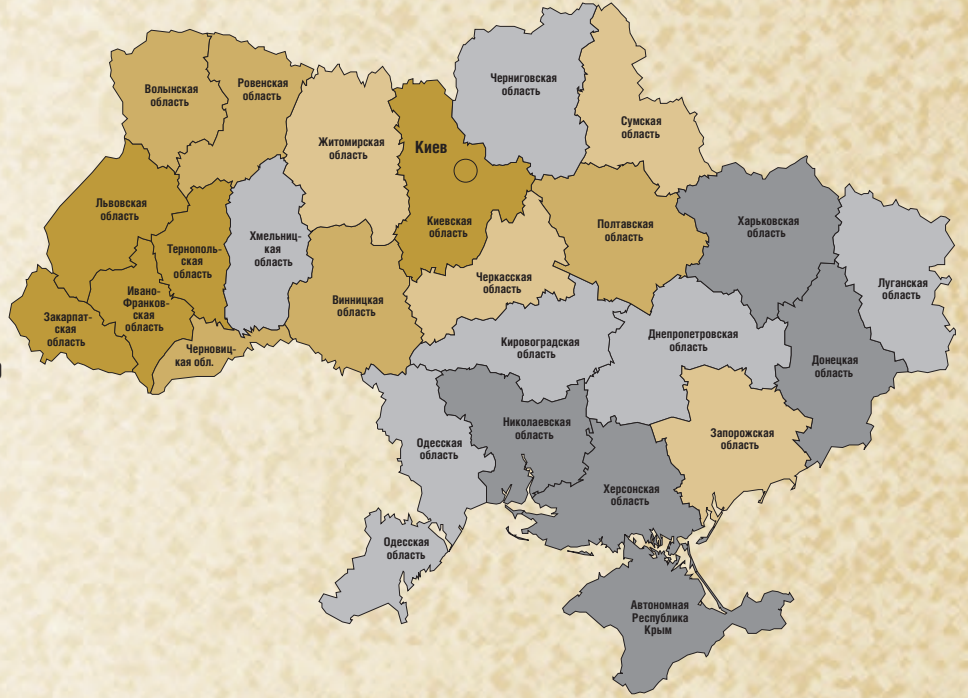 Волынская
область
Ровенская
область
Житомирская
область
Киев
Киевская
область
Черниговская
область
Сумская
область
Львовская
область
Тернополь-
ская
область
Хмельниц-
кая
область
Закарпат-
ская
область
Ивано-
Франков-
ская
область
Черновиц-
кая обл.
Винницкая
область
Черкасская
область
Полтавская
область
Харьковская
область
Луганская
область
Кировоградская
область
Днепропетровская
область
Донецкая
область
Одесская
область
Николаевская
область
Запорожская
область
Херсонская
область
Одесская
область
Автономная
Республика
Крым